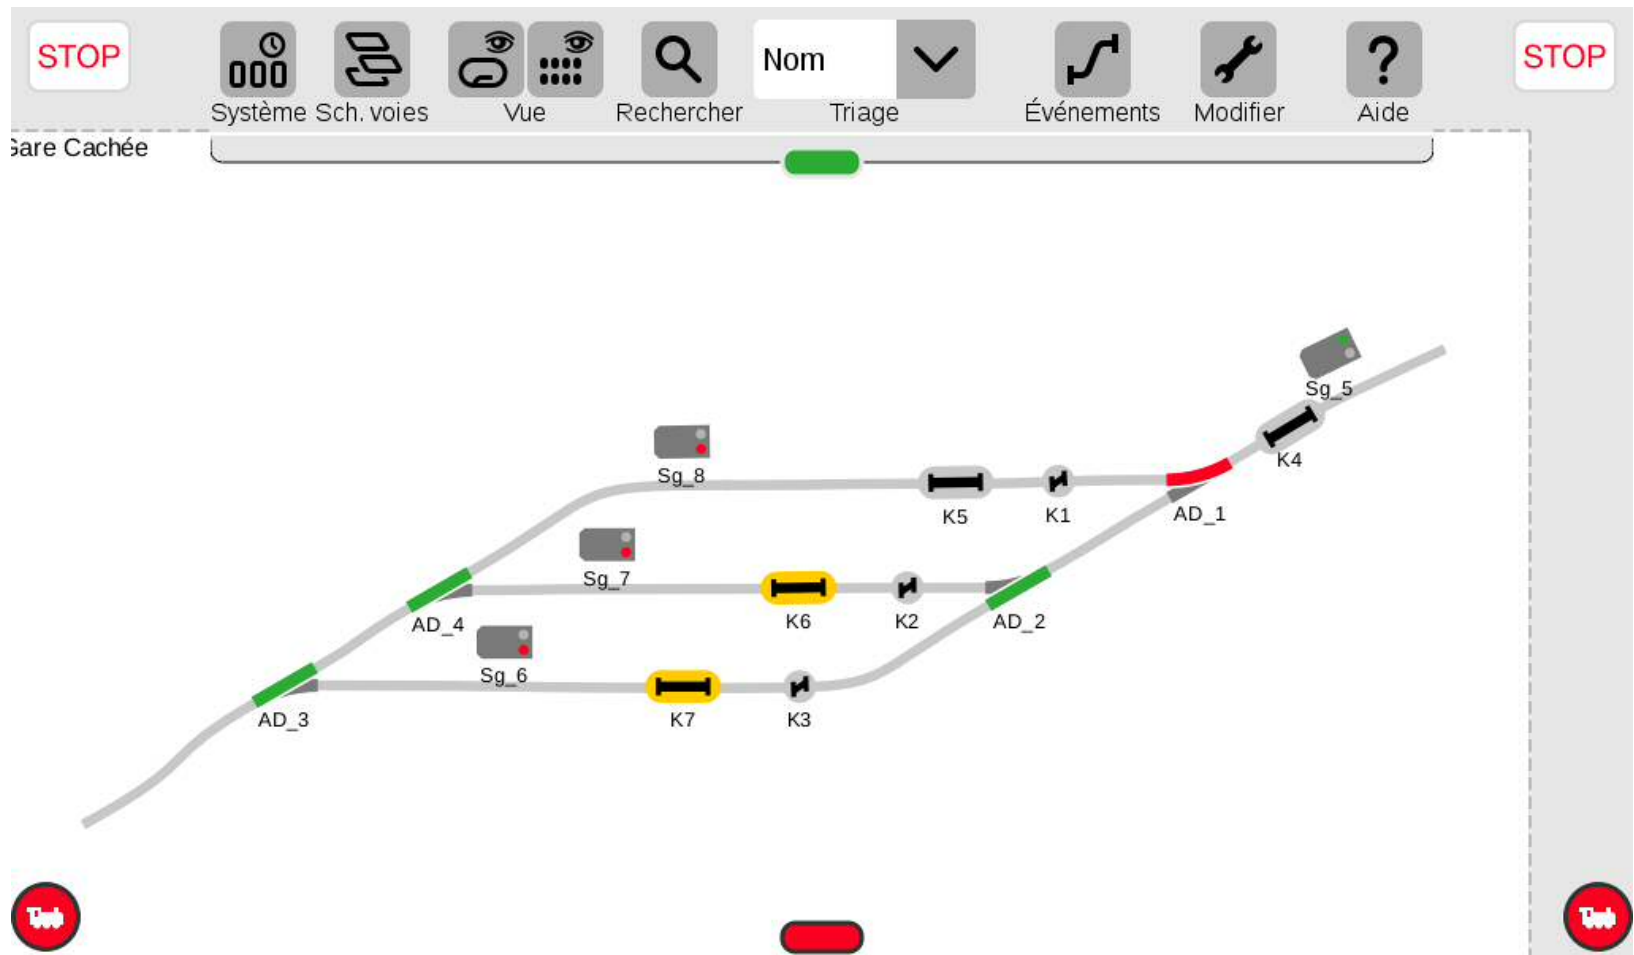 STOP
Nom
STOP
Système
Sch. voies
Vue
Rechercher
Triage
Événements
Modifier
Aide
Gare Cachée
Sg_5
K4
Sg_8
K5
K1
AD_1
Sg_7
AD_4
K6
K2
AD_2
Sg_6
AD_3
K7
K3